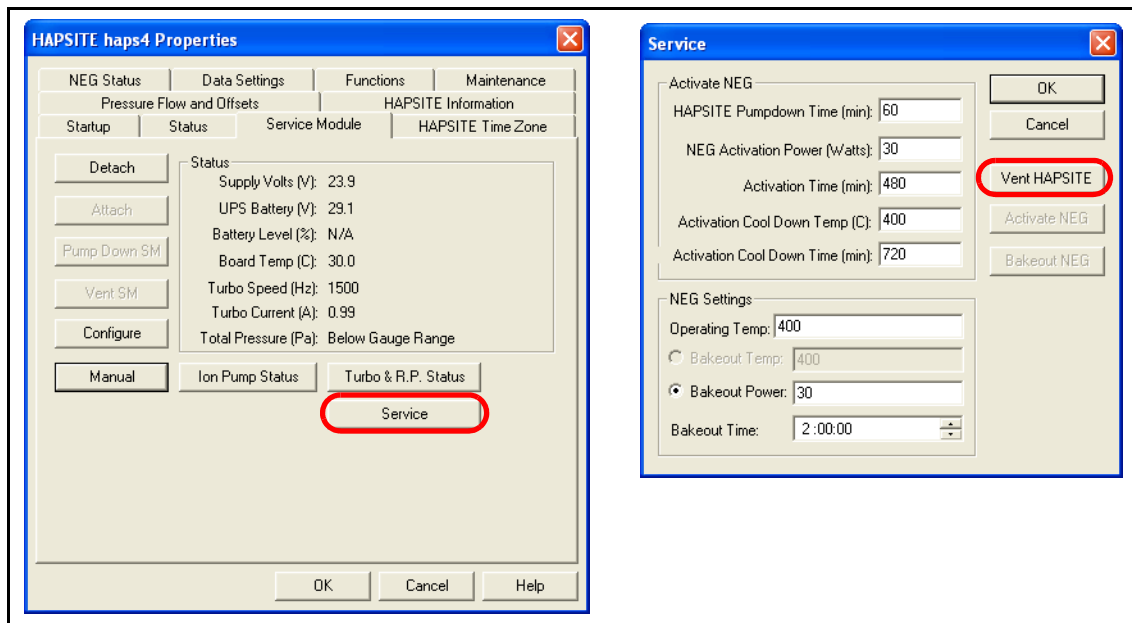 HAPSITE haps4 Properties
NEG Status
Data Settings
Functions
Maintenance
Pressure Flow and Offsets
HAPSITE Information
Startup
Status
Service Module
HAPSITE Time Zone
Detach
Attach
Pump Down SM
Vent SM
Configure
Manual
Status
Supply Volts (V): 23.9
UPS Battery (V): 29.1
Battery Level (%): N/A
Board Temp (C): 30.0
Turbo Speed (Hz): 1500
Turbo Current (A): 0.99
Total Pressure (Pa): Below Gauge Range
Ion Pump Status
Turbo & R.P. Status
Service
OK
Cancel
Help
Service
Activate NEG
HAPSITE Pumpdown Time (min): 60
NEG Activation Power (Watts): 30
Activation Time (min): 480
Activation Cool Down Temp (C): 400
Activation Cool Down Time (min): 720
NEG Settings
Operating Temp: 400
Bakeout Temp: 400
Bakeout Power: 30
Bakeout Time: 2 :00:00
OK
Cancel
Vent HAPSITE
Activate NEG
Bakeout NEG